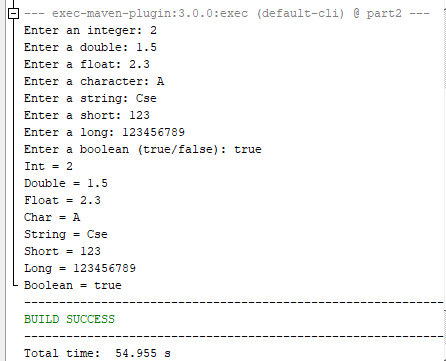 --- exec-maven-plugin:3.0.0:exec (default-cli) @ part2 ---
Enter an integer: 2
Enter a double: 1.5
Enter a float: 2.3
Enter a character: A
Enter a string: Cse
Enter a short: 123
Enter a long: 123456789
Enter a boolean (true/false): true
Int = 2
Double = 1.5
Float = 2.3
Char = A
String = Cse
Short = 123
Long = 123456789
Boolean = true
------------------------------------------------------------------------
BUILD SUCCESS
------------------------------------------------------------------------
Total time:  54.955 s